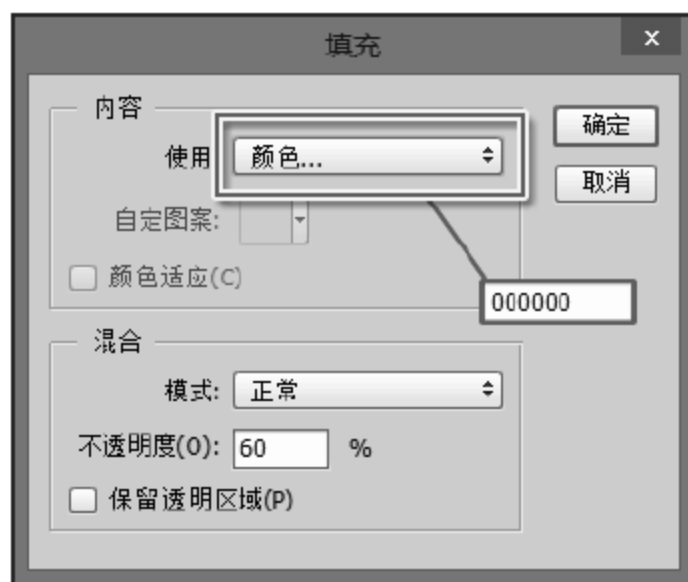 填充
x
内容
确定
使用
颜色...
取消
自定图案:
颜色适应(C)
000000
混合
模式: 正常
不透明度(O): 60 %
保留透明区域(P)